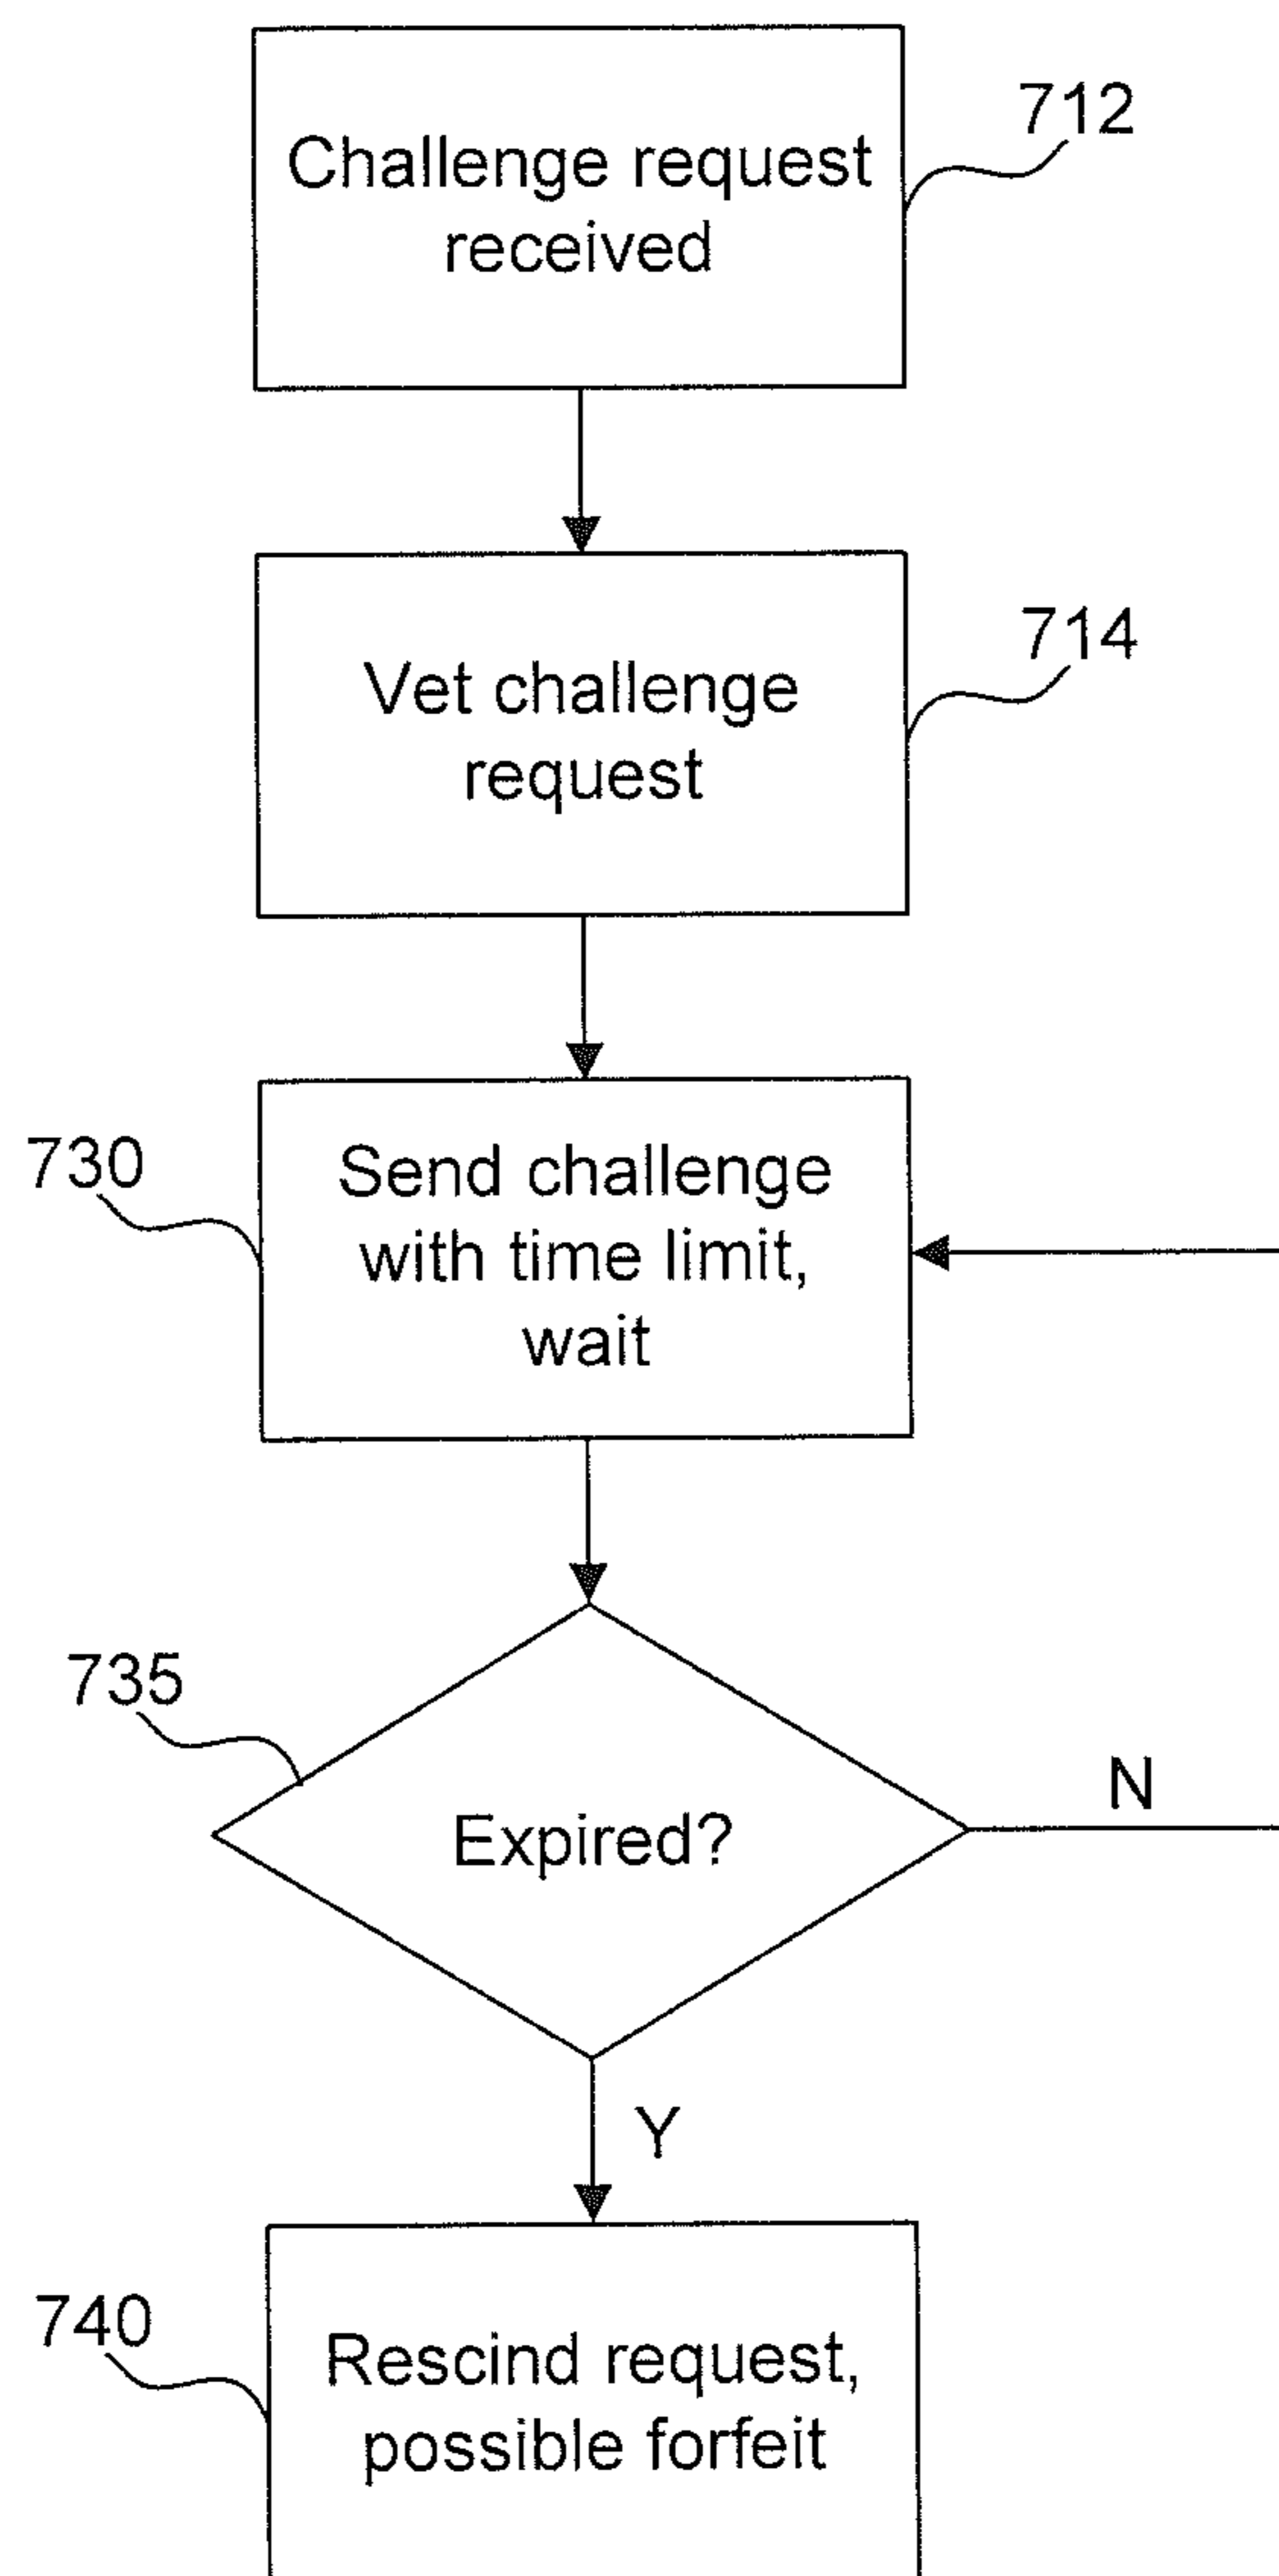 Challenge request
received
712
Vet challenge
request
714
730
Send challenge
with time limit,
wait
735
Expired?
N
Y
740
Rescind request,
possible forfeit